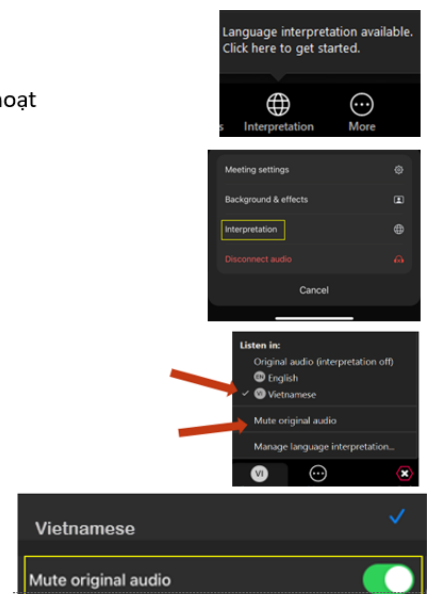 Language interpretation available.
Click here to get started.
Interpretation
More
Meeting settings
Background & effects
Interpretation
Disconnect audio
Cancel
Listen in:
Original audio (interpretation off)
EN English
VI Vietnamese
Mute original audio
Manage language interpretation...
VI
Vietnamese
Mute original audio